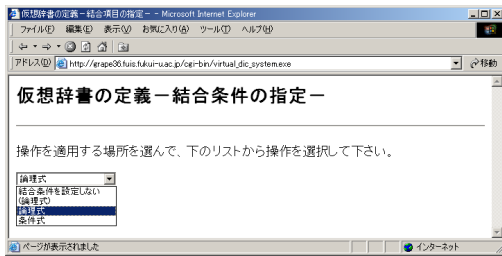 仮想辞書の定義－結合項目の指定－ - Microsoft Internet Explorer
ファイル(F) 編集(E) 表示(V) お気に入り(A) ツール(T) ヘルプ(H)
アドレス(D) http://grape36.fuis.fukui-u.ac.jp/cgi-bin/virtual_dic_system.exe 移動
仮想辞書の定義－結合条件の指定－
操作を適用する場所を選んで、下のリストから操作を選択して下さい。
論理式
結合条件を設定しない
(論理式)
論理式
条件式
ページが表示されました インターネット